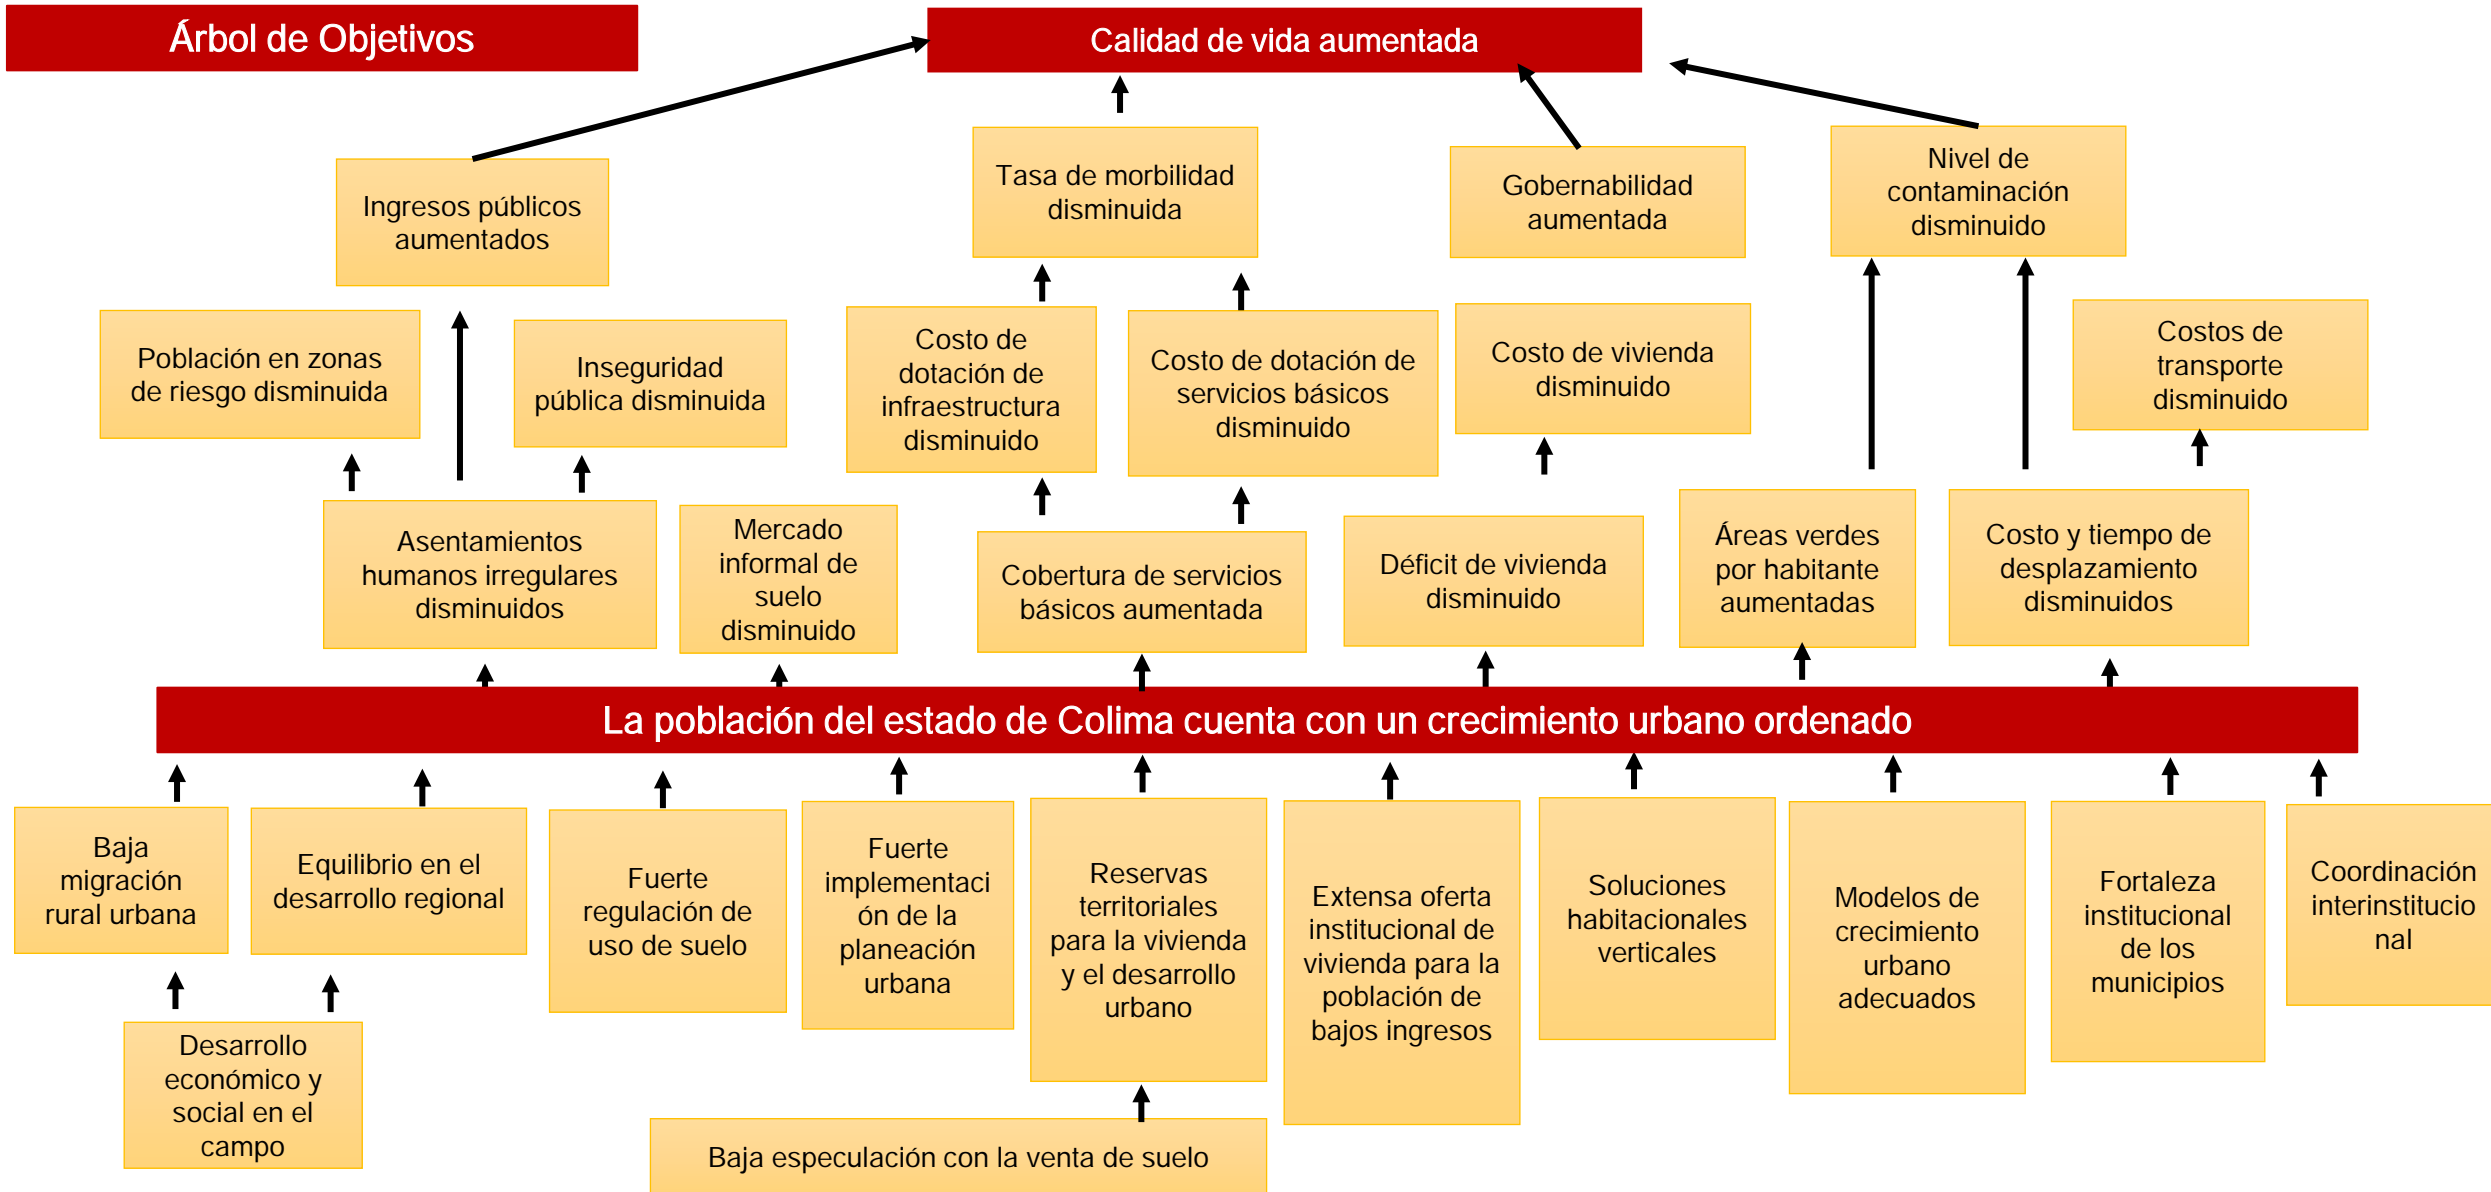 Árbol de Objetivos
Calidad de vida aumentada
Ingresos públicos
aumentados
Tasa de morbilidad
disminuida
Gobernabilidad
aumentada
Nivel de
contaminación
disminuido
Población en zonas
de riesgo disminuida
Inseguridad
pública disminuida
Costo de
dotación de
infraestructura
disminuido
Costo de dotación de
servicios básicos
disminuido
Costo de vivienda
disminuido
Costos de
transporte
disminuido
Asentamientos
humanos irregulares
disminuidos
Mercado
informal de
suelo
disminuido
Cobertura de servicios
básicos aumentada
Déficit de vivienda
disminuido
Áreas verdes
por habitante
aumentadas
Costo y tiempo de
desplazamiento
disminuidos
La población del estado de Colima cuenta con un crecimiento urbano ordenado
Baja
migración
rural urbana
Equilibrio en el
desarrollo regional
Fuerte
regulación de
uso de suelo
Fuerte
implementaci
ón de la
planeación
urbana
Reservas
territoriales
para la vivienda
y el desarrollo
urbano
Extensa oferta
institucional de
vivienda para la
población de
bajos ingresos
Soluciones
habitacionales
verticales
Modelos de
crecimiento
urbano
adecuados
Fortaleza
institucional
de los
municipios
Coordinación
interinstitucio
nal
Desarrollo
económico y
social en el
campo
Baja especulación con la venta de suelo